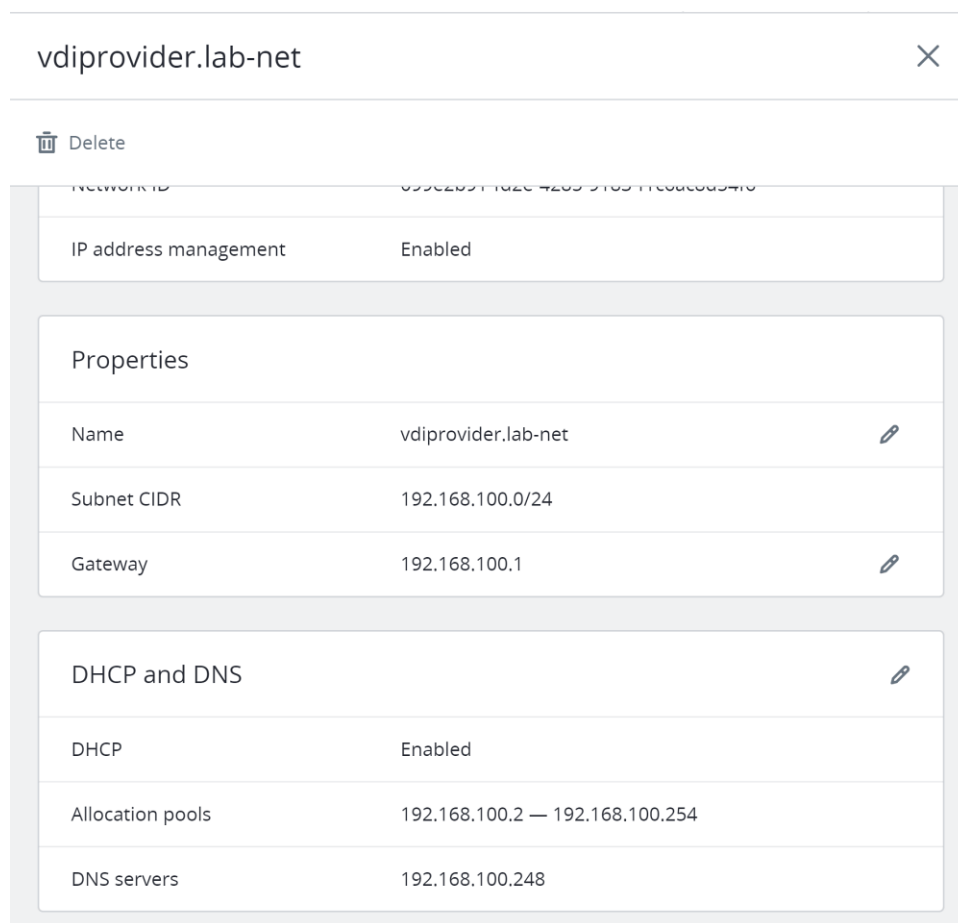 vdiprovider.lab-net
Delete
Network ID
IP address management Enabled
Properties
Name vdiprovider.lab-net
Subnet CIDR 192.168.100.0/24
Gateway 192.168.100.1
DHCP and DNS
DHCP Enabled
Allocation pools 192.168.100.2 — 192.168.100.254
DNS servers 192.168.100.248